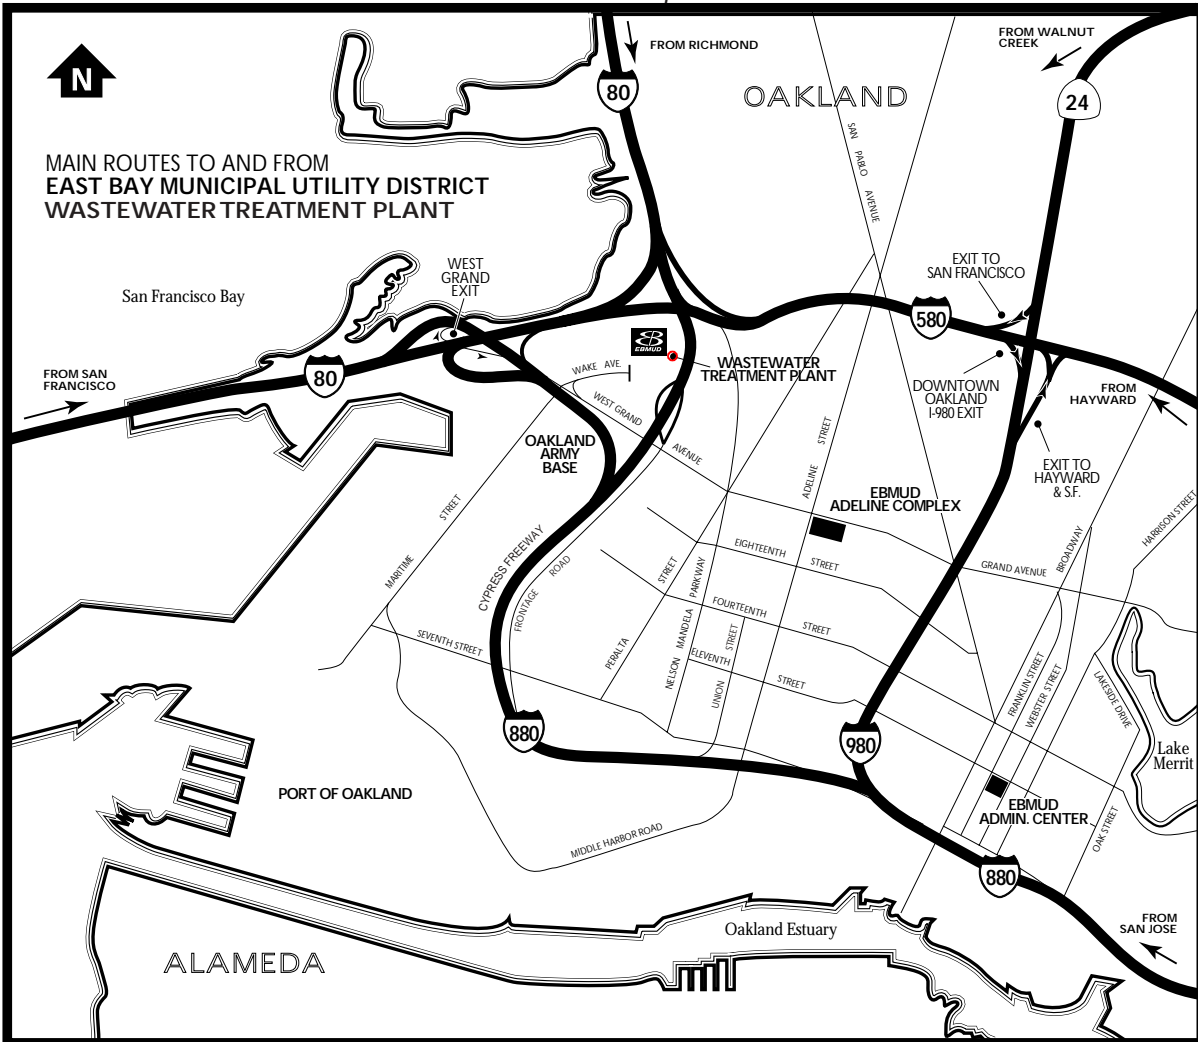 FROM RICHMOND
FROM WALNUT
CREEK
80
24
N
OAKLAND
MAIN ROUTES TO AND FROM
EAST BAY MUNICIPAL UTILITY DISTRICT
WASTEWATER TREATMENT PLANT
SAN PABLO AVENUE
WEST
GRAND
EXIT
EXIT TO
SAN FRANCISCO
San Francisco Bay
580
EBMUD
WASTEWATER
TREATMENT PLANT
FROM SAN
FRANCISCO
80
WAKE AVE.
DOWNTOWN
OAKLAND
I-980 EXIT
FROM
HAYWARD
WEST GRAND AVENUE
OAKLAND
ARMY
BASE
ADELINE STREET
EXIT TO
HAYWARD
& S.F.
EBMUD
ADELINE COMPLEX
MARITIME STREET
CYPRESS FREEWAY
FRONTAGE ROAD
EIGHTEENTH STREET
GRAND AVENUE
BROADWAY
HARRISON STREET
PERALTA STREET
NELSON MANDELA PARKWAY
FOURTEENTH STREET
SEVENTH STREET
ELEVENTH STREET
UNION STREET
FRANKLIN STREET
WEBSTER STREET
LAKESIDE DRIVE
880
980
Lake
Merrit
PORT OF OAKLAND
EBMUD
ADMIN. CENTER
OAK STREET
MIDDLE HARBOR ROAD
880
Oakland Estuary
FROM
SAN JOSE
ALAMEDA